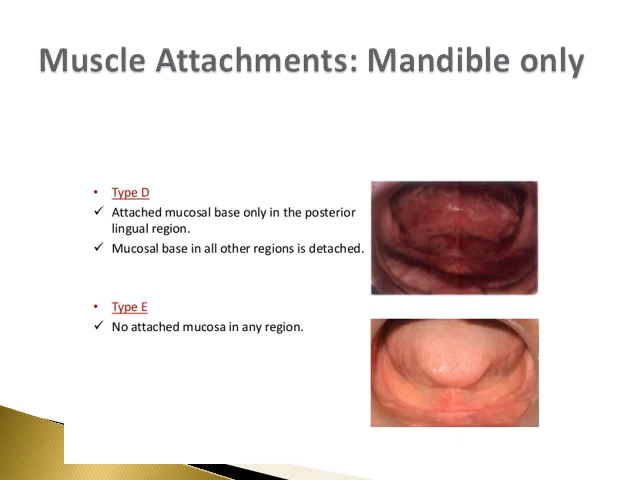 Muscle Attachments: Mandible only
• Type D
✓ Attached mucosal base only in the posterior
lingual region.
✓ Mucosal base in all other regions is detached.
• Type E
✓ No attached mucosa in any region.